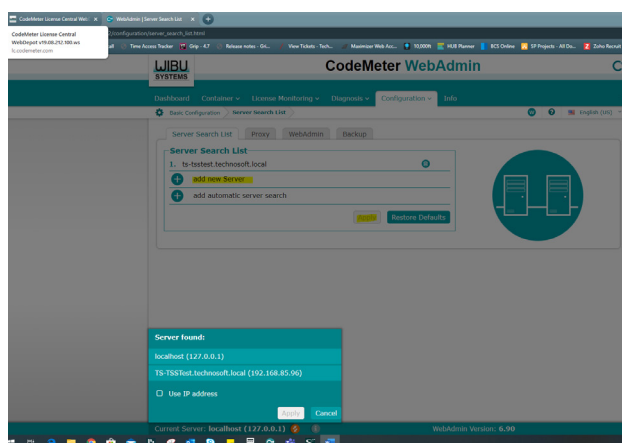 CodeMeter License Central Web
WebAdmin | Server Search List
CodeMeter License Central
WebDepot v19.08.212.100.ws
lc.codemeter.com
/configuration/server_search_list.html
Time Access Tracker
Grip - 4.7
Release notes - Gri...
View Tickets - Tech...
Maximizer Web Acc...
10,000ft
HUB Planner
BCS Online
SP Projects - All Do...
Zoho Recruit
WIBU
SYSTEMS
CodeMeter WebAdmin
Dashboard Container License Monitoring Diagnosis Configuration Info
Basic Configuration Server Search List
English (US)
Server Search List Proxy WebAdmin Backup
Server Search List
1. ts-tsstest.technosoft.local
add new Server
add automatic server search
Apply Restore Defaults
Server found:
localhost (127.0.0.1)
TS-TSSTest.technosoft.local (192.168.85.96)
Use IP address
Apply Cancel
Current Server: localhost (127.0.0.1)
WebAdmin Version: 6.90